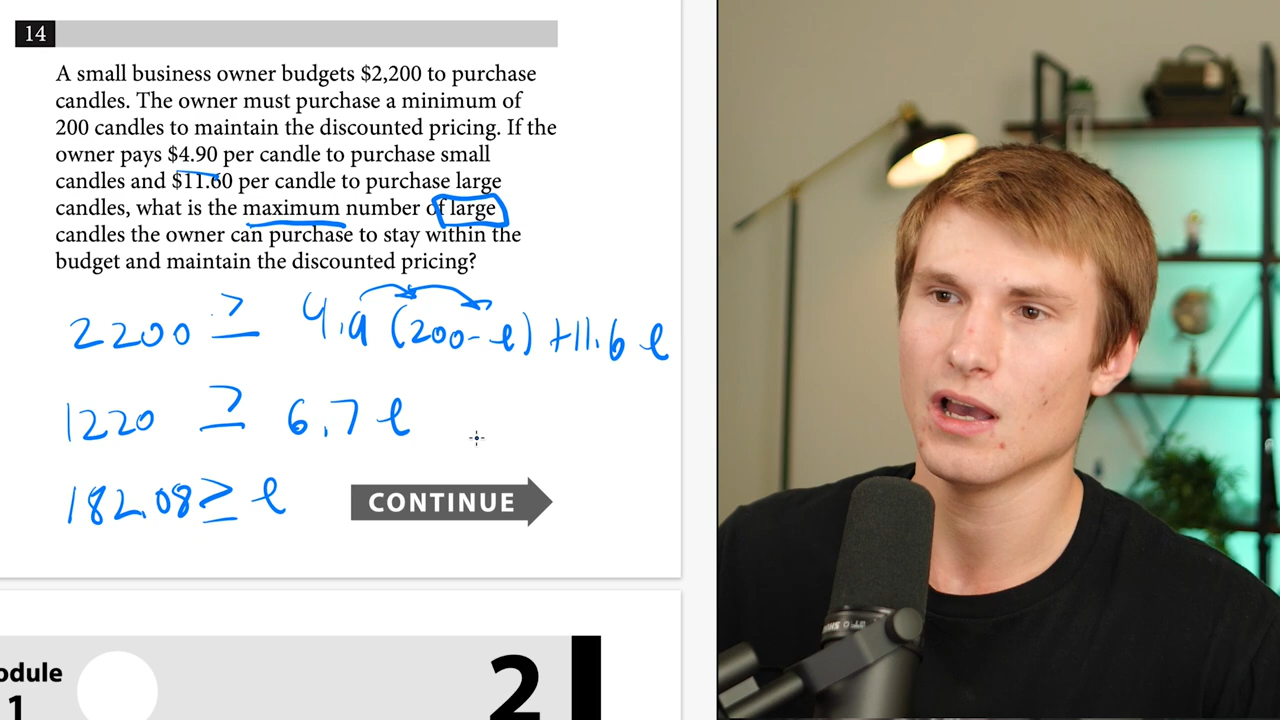 14
A small business owner budgets $2,200 to purchase
candles. The owner must purchase a minimum of
200 candles to maintain the discounted pricing. If the
owner pays $4.90 per candle to purchase small
candles and $11.60 per candle to purchase large
candles, what is the maximum number of large
candles the owner can purchase to stay within the
budget and maintain the discounted pricing?
2200 ≥ 4.9 (200-l) +11.6 l
1220 ≥ 6.7 l
182.08 ≥ l
CONTINUE
odule
1
2